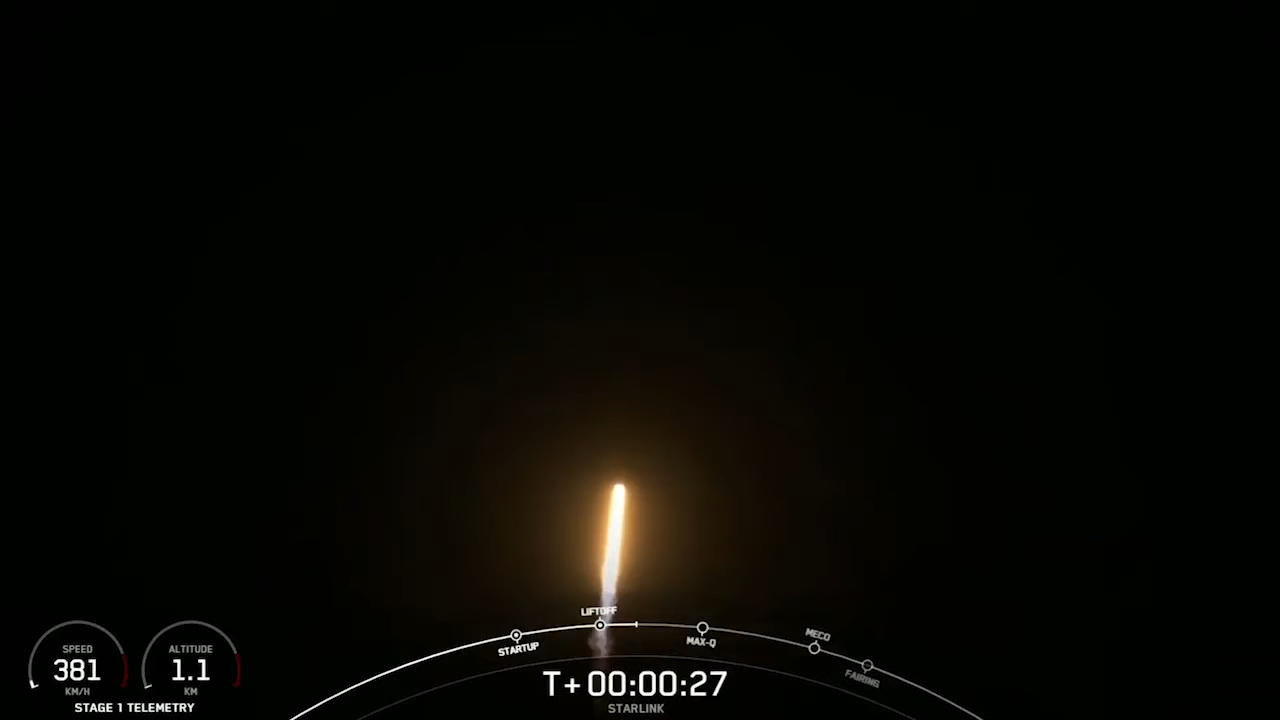 LIFTOFF
STARTUP
MAX-Q
MECO
FAIRING
SPEED
381
KM/H
ALTITUDE
1.1
KM
STAGE 1 TELEMETRY
T+ 00:00:27
STARLINK